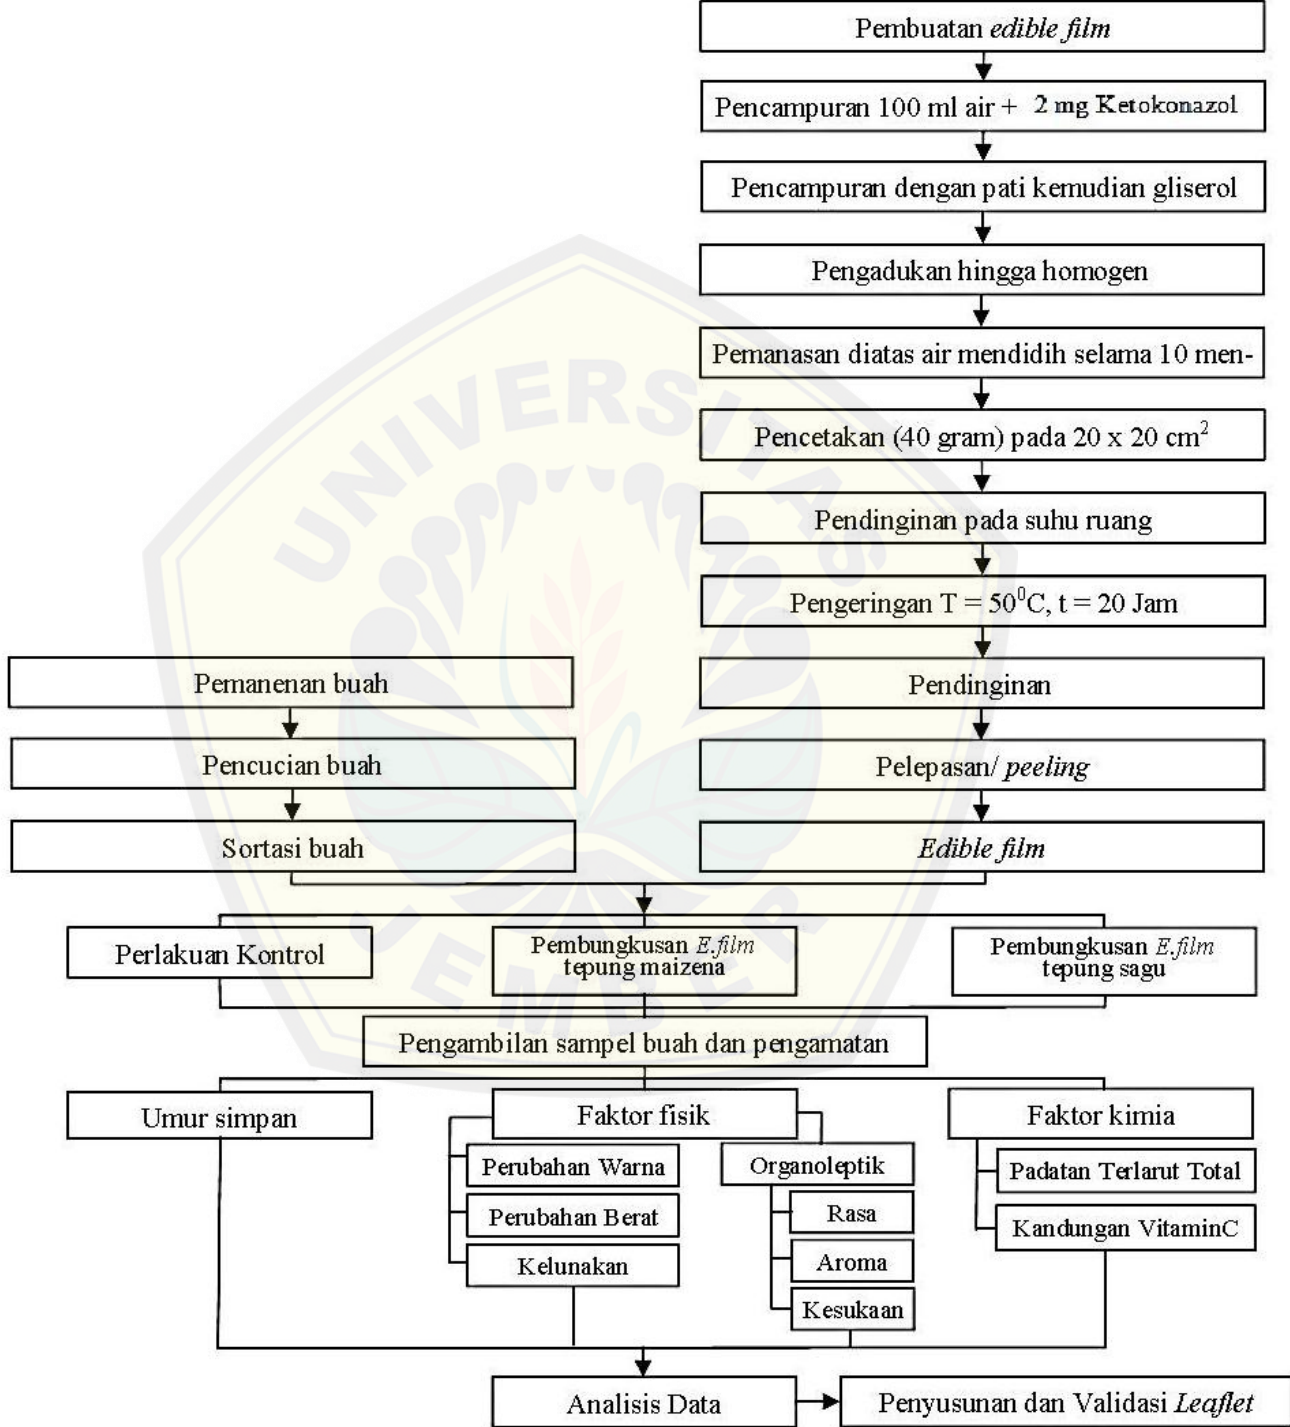 Pembuatan edible film
Pencampuran 100 ml air + 2 mg Ketokonazol
Pencampuran dengan pati kemudian gliserol
Pengadukan hingga homogen
Pemanasan diatas air mendidih selama 10 men-
Pencetakan (40 gram) pada 20 x 20 cm²
Pendinginan pada suhu ruang
Pengeringan T = 50⁰C, t = 20 Jam
Pemanenan buah
Pendinginan
Pencucian buah
Pelepasan/ peeling
Sortasi buah
Edible film
Perlakuan Kontrol
Pembungkusan E.film
tepung maizena
Pembungkusan E.film
tepung sagu
Pengambilan sampel buah dan pengamatan
Umur simpan
Faktor fisik
Faktor kimia
Perubahan Warna
Perubahan Berat
Kelunakan
Organoleptik
Rasa
Aroma
Kesukaan
Padatan Terlarut Total
Kandungan VitaminC
Analisis Data
Penyusunan dan Validasi Leaflet
UNIVERSITAS
JEMBER